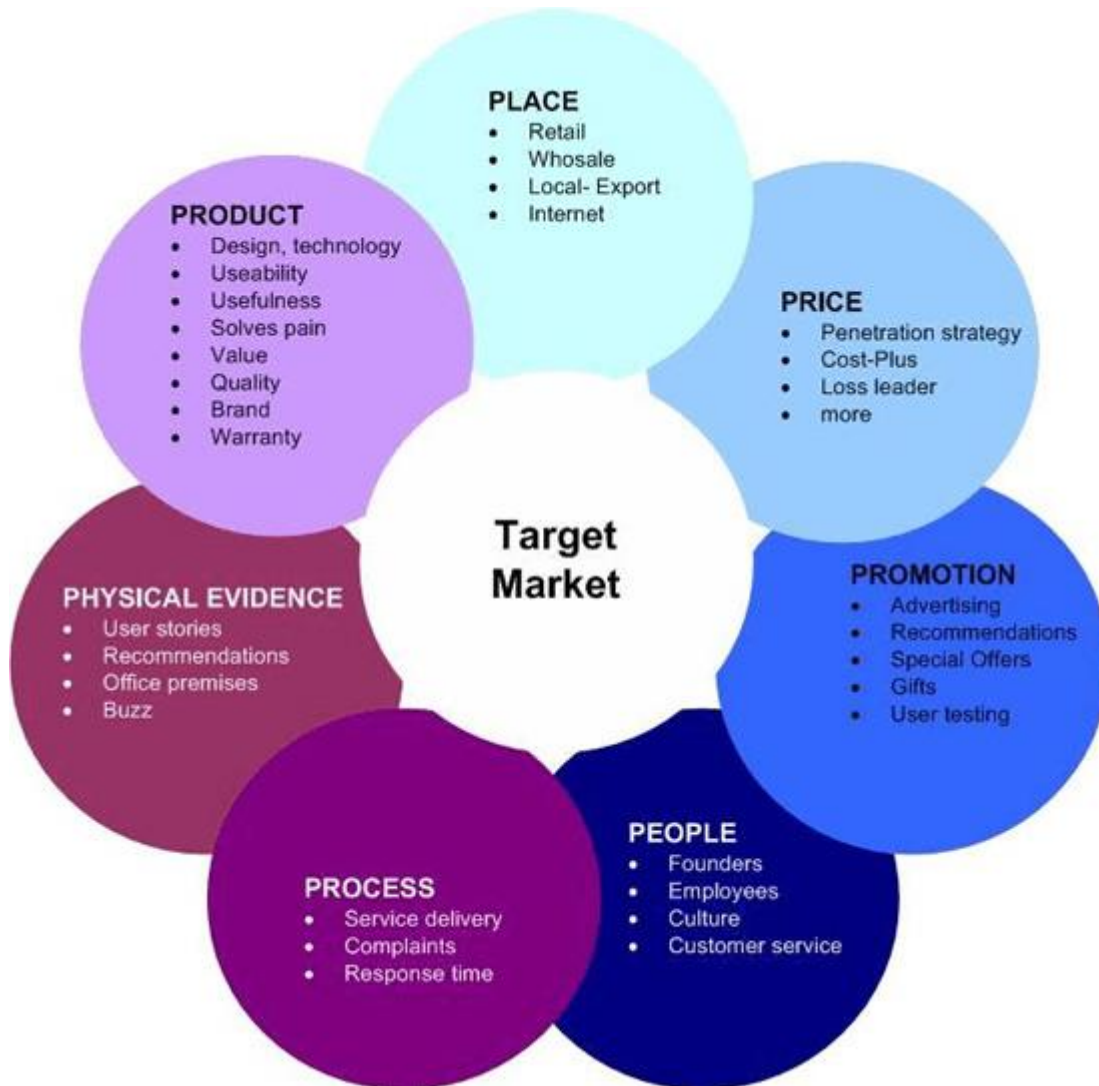 PLACE
• Retail
• Whosale
• Local- Export
• Internet
PRODUCT
• Design, technology
• Useability
• Usefulness
• Solves pain
• Value
• Quality
• Brand
• Warranty
PRICE
• Penetration strategy
• Cost-Plus
• Loss leader
• more
Target
Market
PROMOTION
• Advertising
• Recommendations
• Special Offers
• Gifts
• User testing
PHYSICAL EVIDENCE
• User stories
• Recommendations
• Office premises
• Buzz
PEOPLE
• Founders
• Employees
• Culture
• Customer service
PROCESS
• Service delivery
• Complaints
• Response time